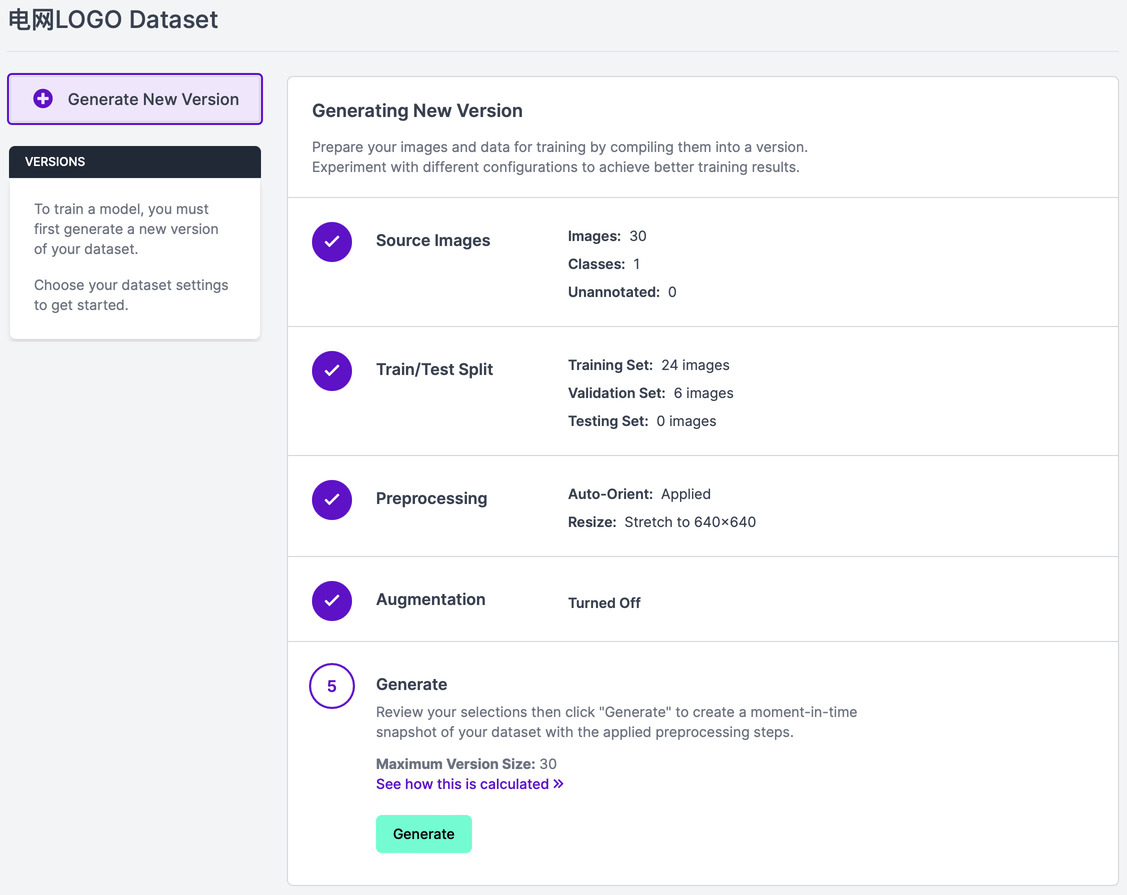 电网LOGO Dataset
Generate New Version
VERSIONS
To train a model, you must
first generate a new version
of your dataset.
Choose your dataset settings
to get started.
Generating New Version
Prepare your images and data for training by compiling them into a version.
Experiment with different configurations to achieve better training results.
Source Images
Images: 30
Classes: 1
Unannotated: 0
Train/Test Split
Training Set: 24 images
Validation Set: 6 images
Testing Set: 0 images
Preprocessing
Auto-Orient: Applied
Resize: Stretch to 640×640
Augmentation
Turned Off
5
Generate
Review your selections then click "Generate" to create a moment-in-time
snapshot of your dataset with the applied preprocessing steps.
Maximum Version Size: 30
See how this is calculated »
Generate